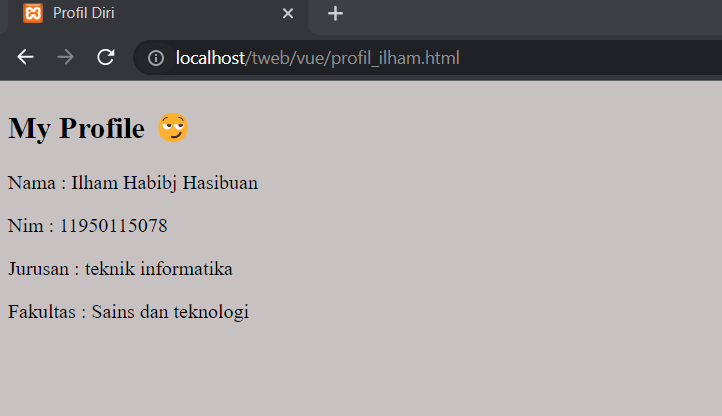 Profil Diri
localhost/tweb/vue/profil_ilham.html
My Profile 😏
Nama : Ilham Habibj Hasibuan
Nim : 11950115078
Jurusan : teknik informatika
Fakultas : Sains dan teknologi